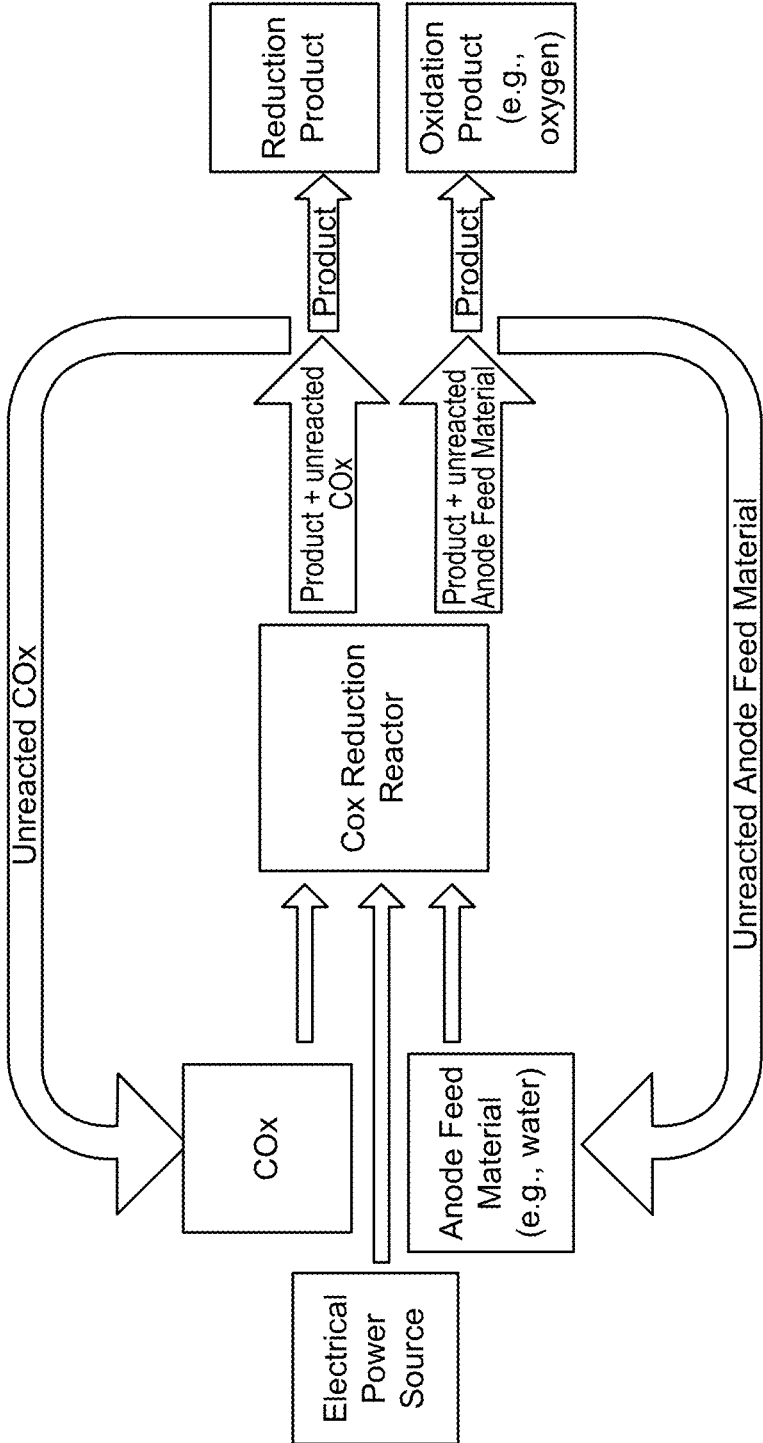 Unreacted COx
Electrical
Power
Source
COx
Anode Feed
Material
(e.g., water)
Cox Reduction
Reactor
Product + unreacted
COx
Product + unreacted
Anode Feed Material
Product
Product
Reduction
Product
Oxidation
Product
(e.g.,
oxygen)
Unreacted Anode Feed Material